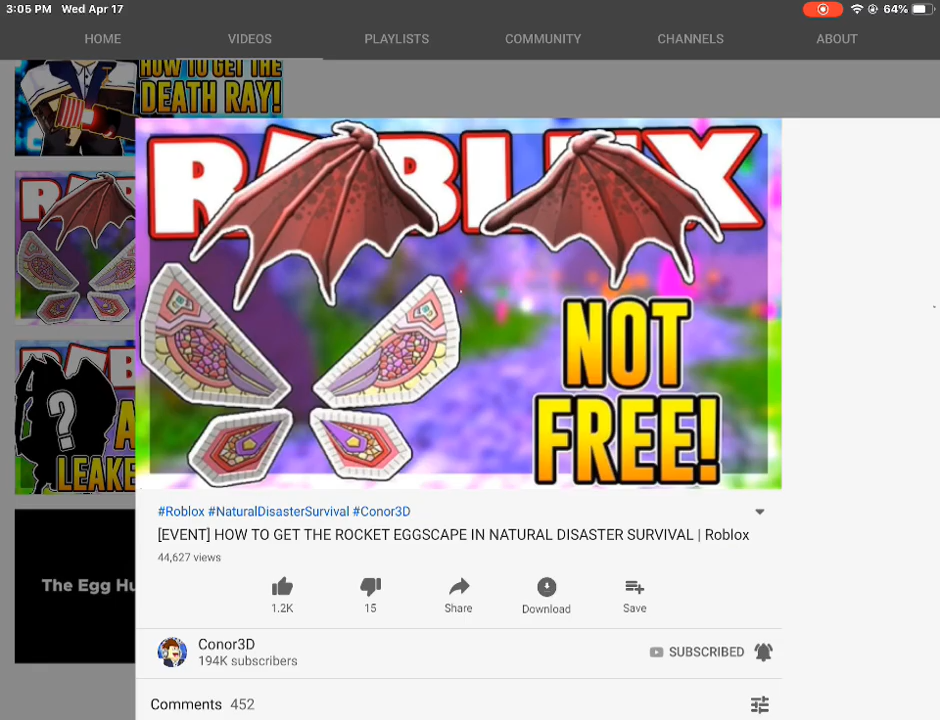 3:05 PM Wed Apr 17
64%
HOME VIDEOS PLAYLISTS COMMUNITY CHANNELS ABOUT
HOW TO GET THE
DEATH RAY!
ROBLOX
NOT
FREE!
?
LEAKE
The Egg Hu
#Roblox #NaturalDisasterSurvival #Conor3D
[EVENT] HOW TO GET THE ROCKET EGGSCAPE IN NATURAL DISASTER SURVIVAL | Roblox
44,627 views
1.2K 15 Share Download Save
Conor3D
194K subscribers
SUBSCRIBED
Comments 452